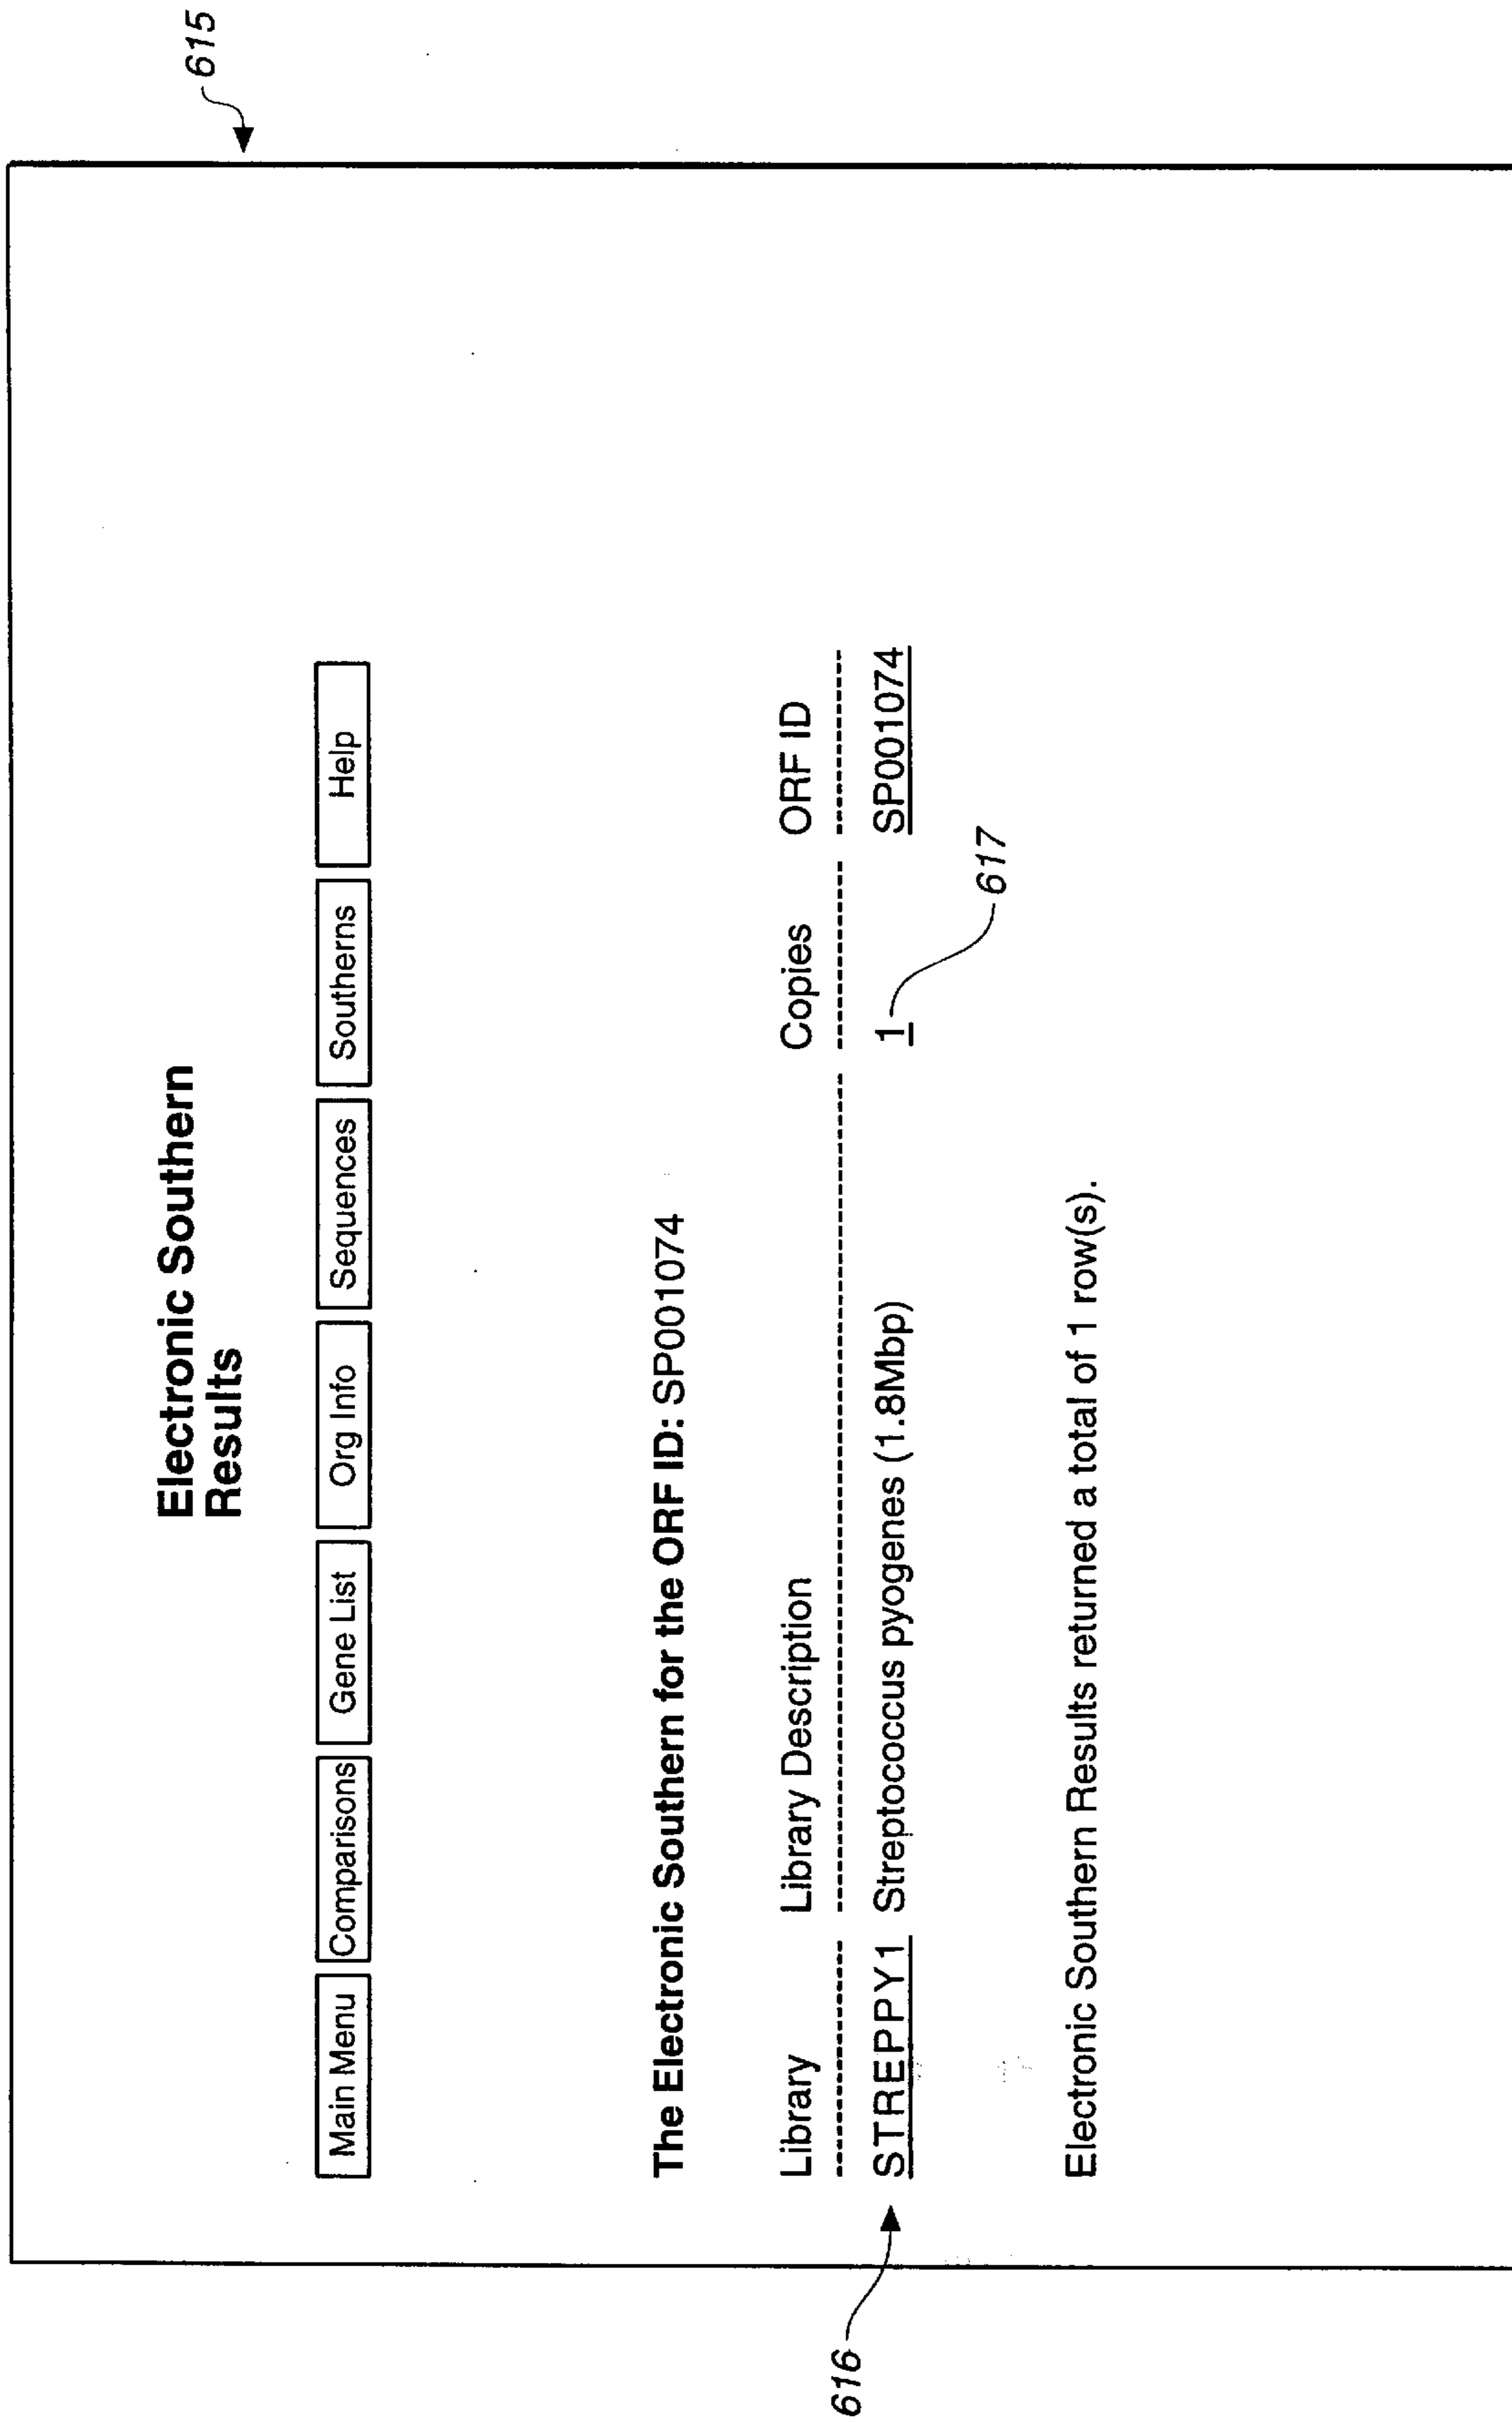 615
Electronic Southern
Results
Main Menu Comparisons Gene List Org Info Sequences Southerns Help
The Electronic Southern for the ORF ID: SP001074
Library Library Description Copies ORF ID
616 STREPPY1 Streptococcus pyogenes (1.8Mbp) 1 SP001074
617
Electronic Southern Results returned a total of 1 row(s).